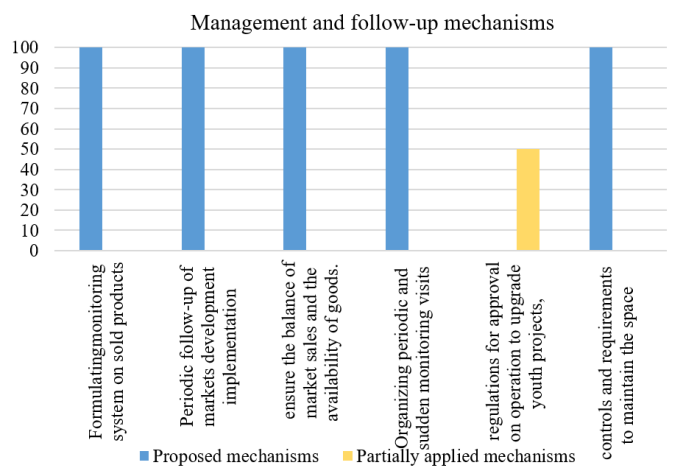 Management and follow-up mechanisms
100
90
80
70
60
50
40
30
20
10
0
Formulatingmonitoring
system on sold products
Periodic follow-up of
markets development
implementation
ensure the balance of
market sales and the
availability of goods.
Organizing periodic and
sudden monitoring visits
regulations for approval
on operation to upgrade
youth projects,
controls and requirements
to maintain the space
Proposed mechanisms
Partially applied mechanisms